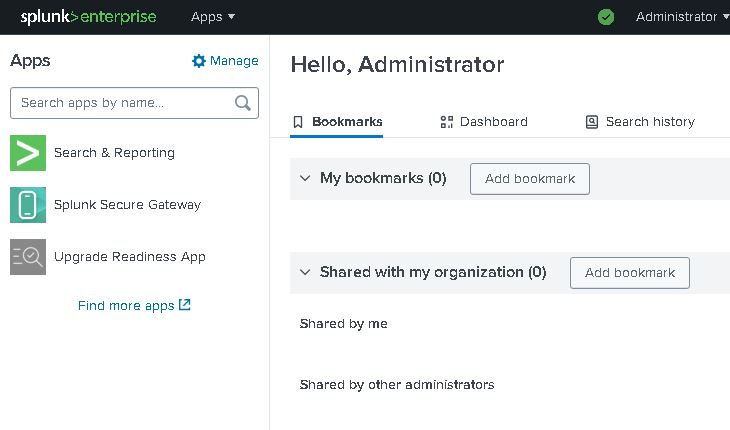 splunk>enterprise Apps Administrator
Apps Manage
Search apps by name...
Search & Reporting
Splunk Secure Gateway
Upgrade Readiness App
Find more apps
Hello, Administrator
Bookmarks Dashboard Search history
My bookmarks (0) Add bookmark
Shared with my organization (0) Add bookmark
Shared by me
Shared by other administrators